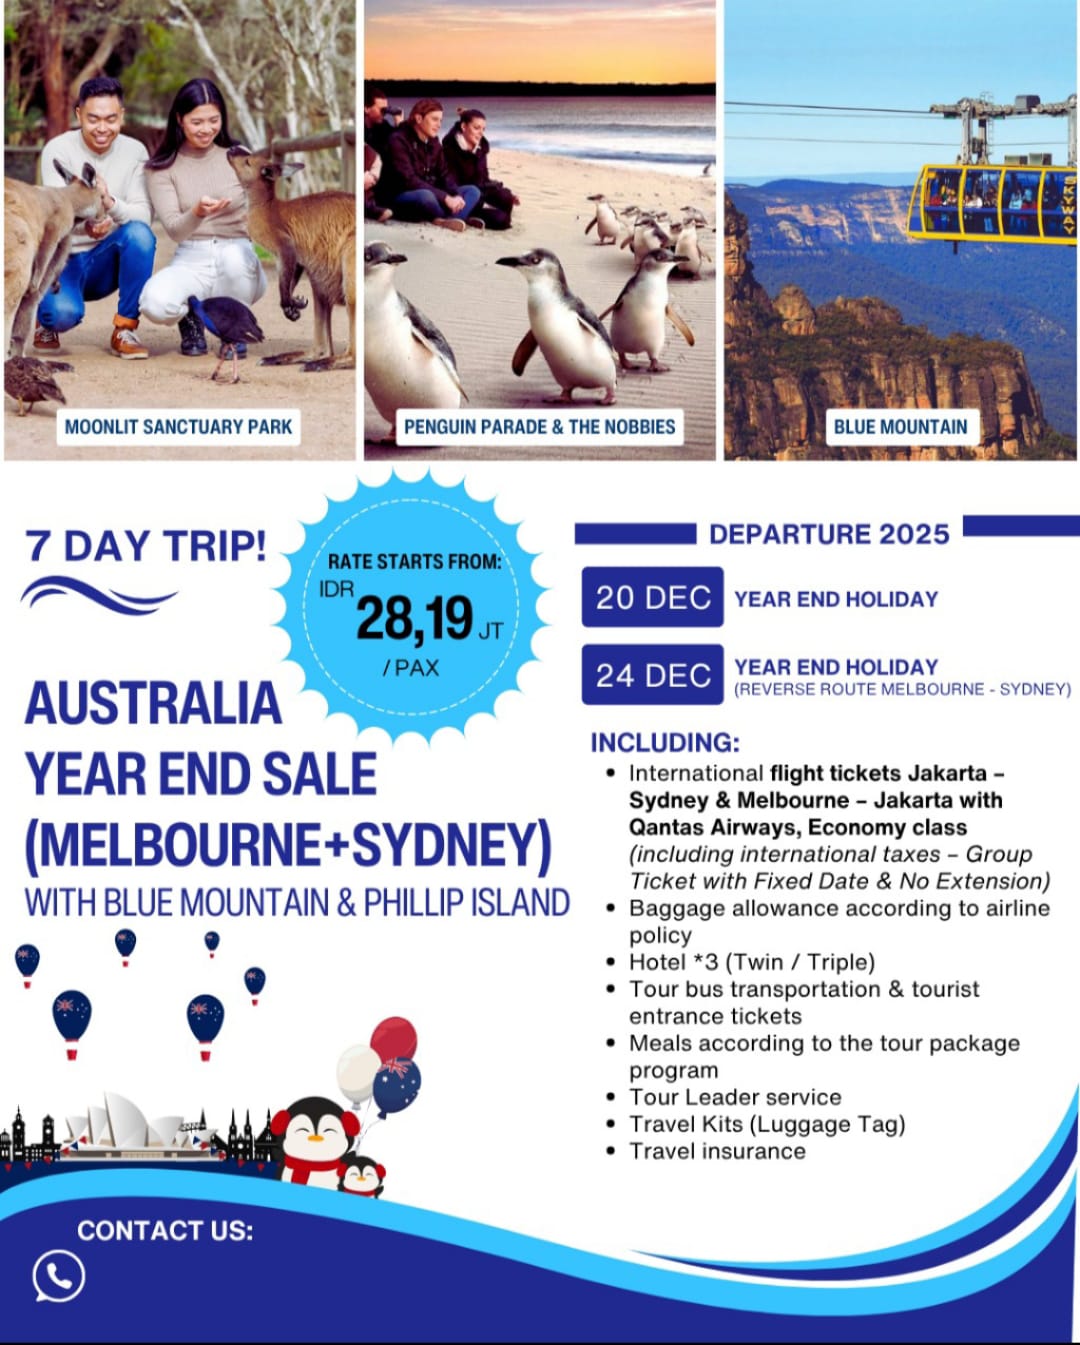 SKYWAY
MOONLIT SANCTUARY PARK
PENGUIN PARADE & THE NOBBIES
BLUE MOUNTAIN
7 DAY TRIP!
RATE STARTS FROM:
IDR
28,19 JT
/ PAX
AUSTRALIA
YEAR END SALE
(MELBOURNE+SYDNEY)
WITH BLUE MOUNTAIN & PHILLIP ISLAND
DEPARTURE 2025
20 DEC YEAR END HOLIDAY
24 DEC YEAR END HOLIDAY
(REVERSE ROUTE MELBOURNE - SYDNEY)
INCLUDING:
• International flight tickets Jakarta –
Sydney & Melbourne – Jakarta with
Qantas Airways, Economy class
(including international taxes – Group
Ticket with Fixed Date & No Extension)
• Baggage allowance according to airline
policy
• Hotel *3 (Twin / Triple)
• Tour bus transportation & tourist
entrance tickets
• Meals according to the tour package
program
• Tour Leader service
• Travel Kits (Luggage Tag)
• Travel insurance
CONTACT US: